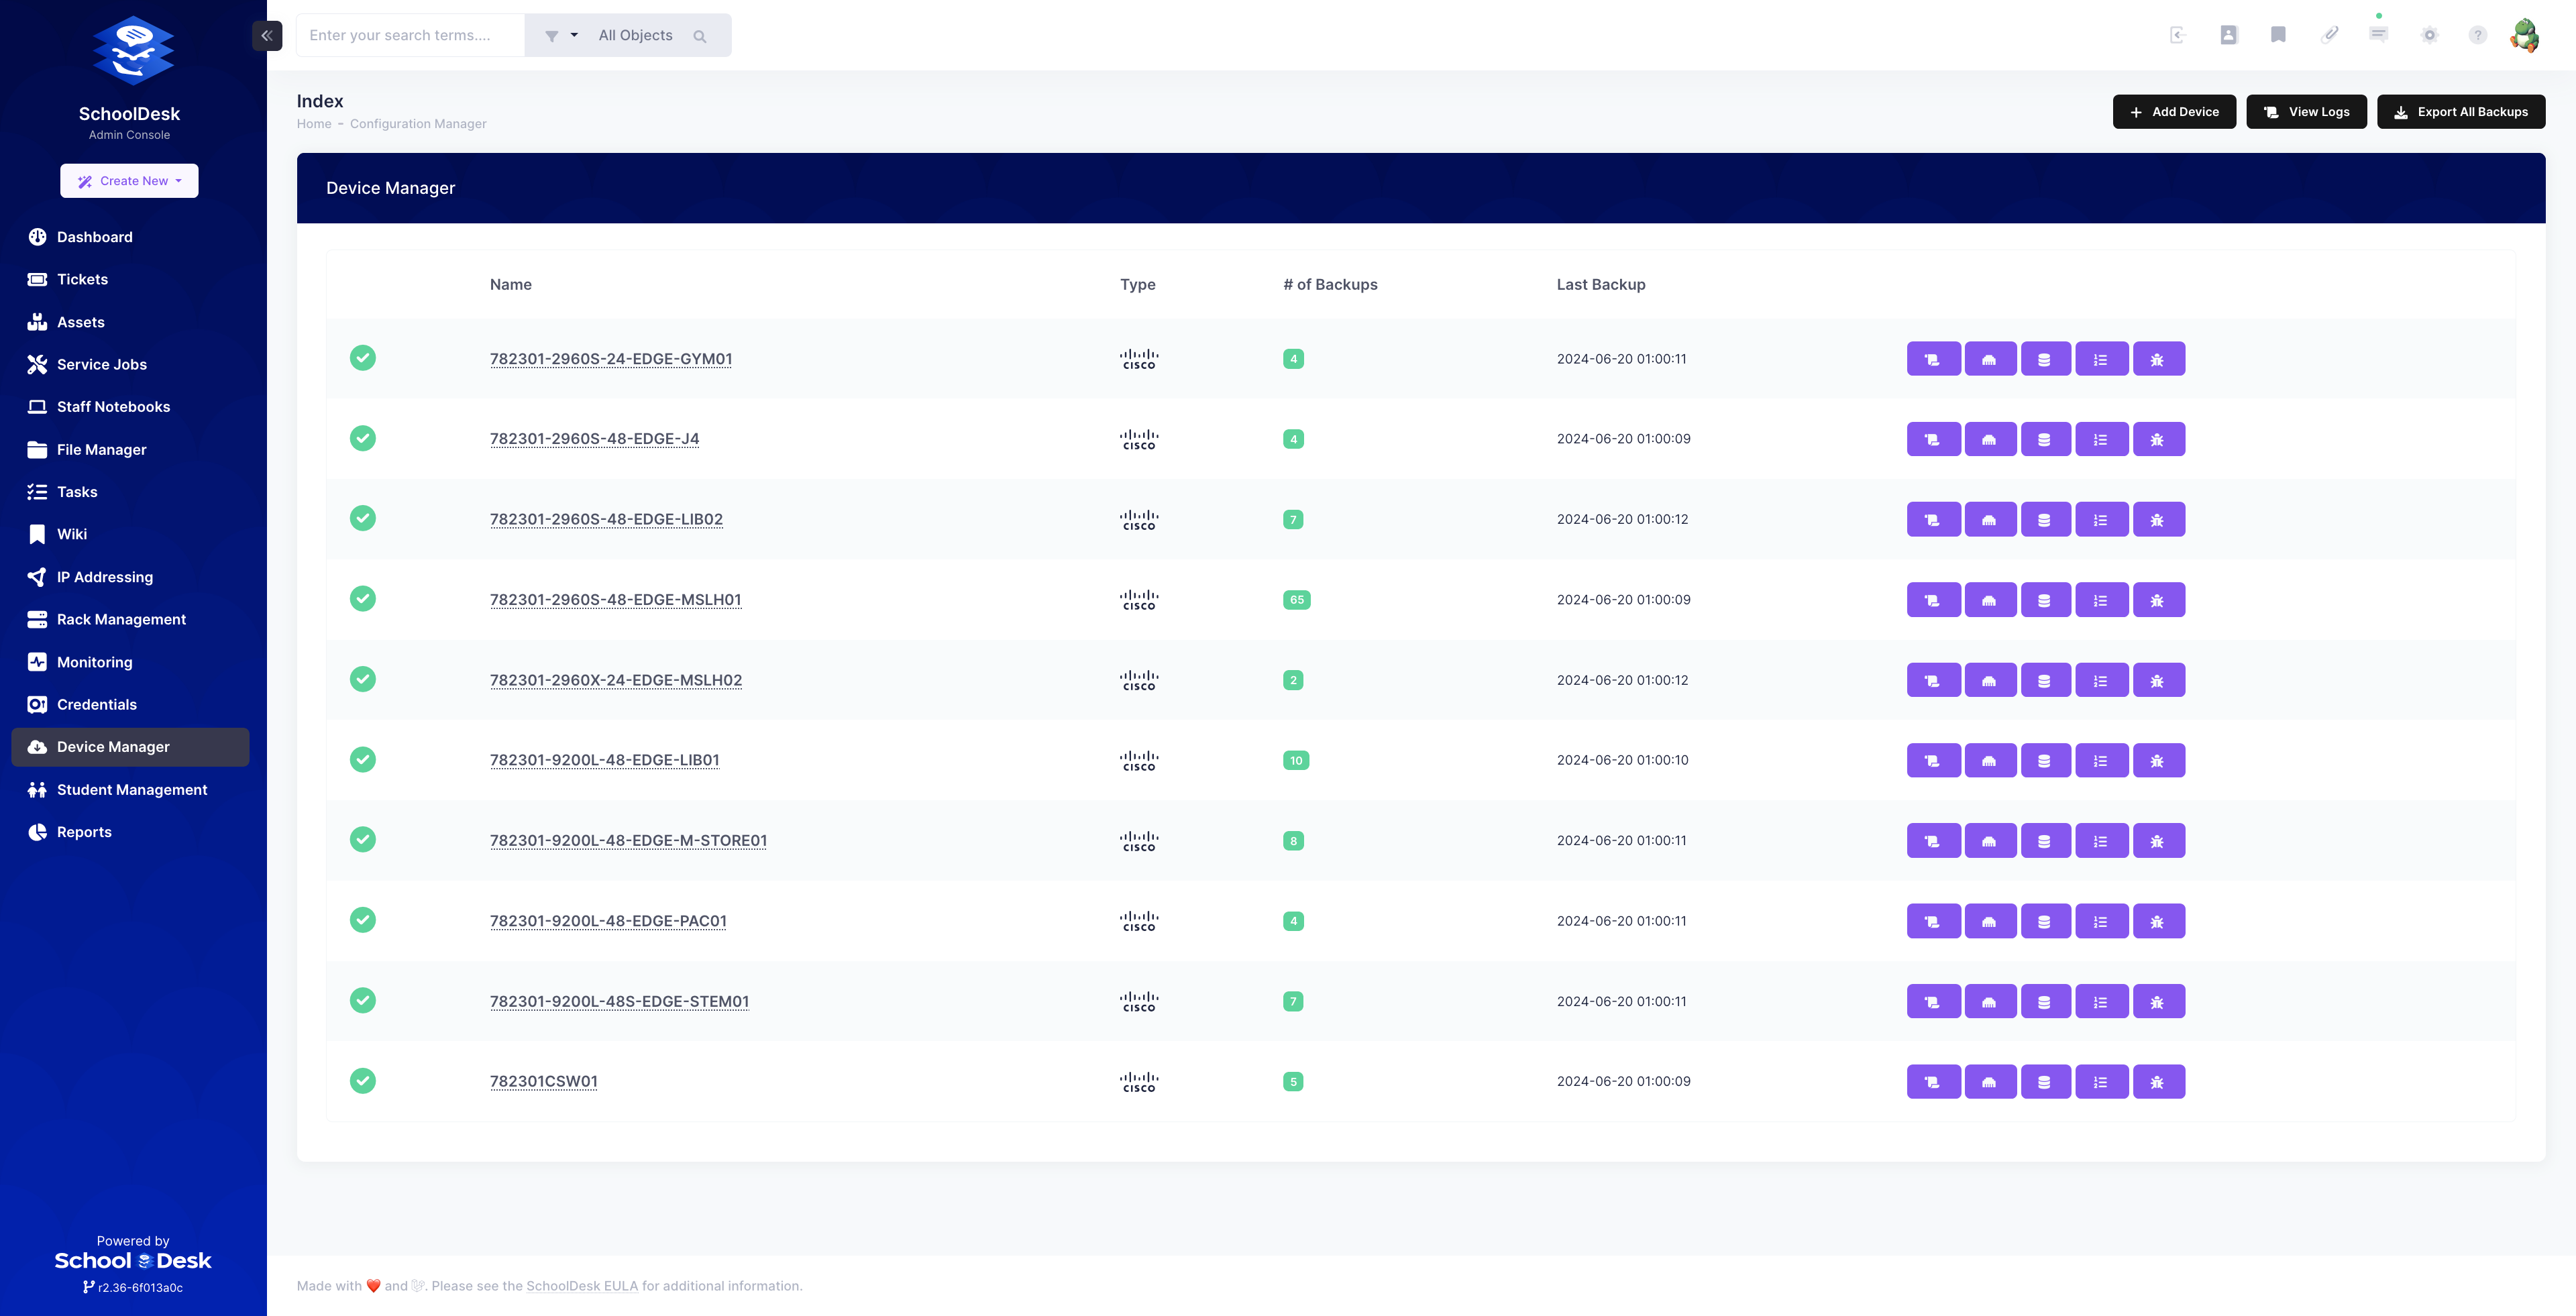 SchoolDesk
Admin Console
Create New
Dashboard
Tickets
Assets
Service Jobs
Staff Notebooks
File Manager
Tasks
Wiki
IP Addressing
Rack Management
Monitoring
Credentials
Device Manager
Student Management
Reports
Powered by
School Desk
r2.36-6f013a0c
Enter your search terms....
All Objects
Index
Home - Configuration Manager
+ Add Device
View Logs
Export All Backups
Device Manager
Name Type # of Backups Last Backup
782301-2960S-24-EDGE-GYM01 CISCO 4 2024-06-20 01:00:11
782301-2960S-48-EDGE-J4 CISCO 4 2024-06-20 01:00:09
782301-2960S-48-EDGE-LIB02 CISCO 7 2024-06-20 01:00:12
782301-2960S-48-EDGE-MSLH01 CISCO 65 2024-06-20 01:00:09
782301-2960X-24-EDGE-MSLH02 CISCO 2 2024-06-20 01:00:12
782301-9200L-48-EDGE-LIB01 CISCO 10 2024-06-20 01:00:10
782301-9200L-48-EDGE-M-STORE01 CISCO 8 2024-06-20 01:00:11
782301-9200L-48-EDGE-PAC01 CISCO 4 2024-06-20 01:00:11
782301-9200L-48S-EDGE-STEM01 CISCO 7 2024-06-20 01:00:11
782301CSW01 CISCO 5 2024-06-20 01:00:09
Made with ❤️ and 🕊. Please see the SchoolDesk EULA for additional information.